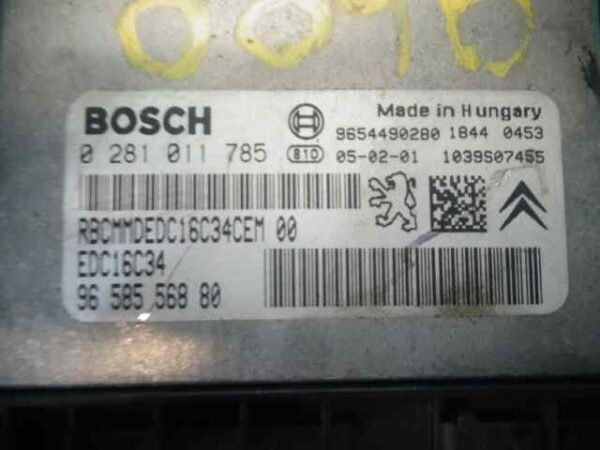 BOSCH
Made in Hungary
9654490280 1844 0453
0 281 011 785 810 05-02-01 1039S07455
RBCMMDEDC16C34CEM 00
EDC16C34
96 585 568 80